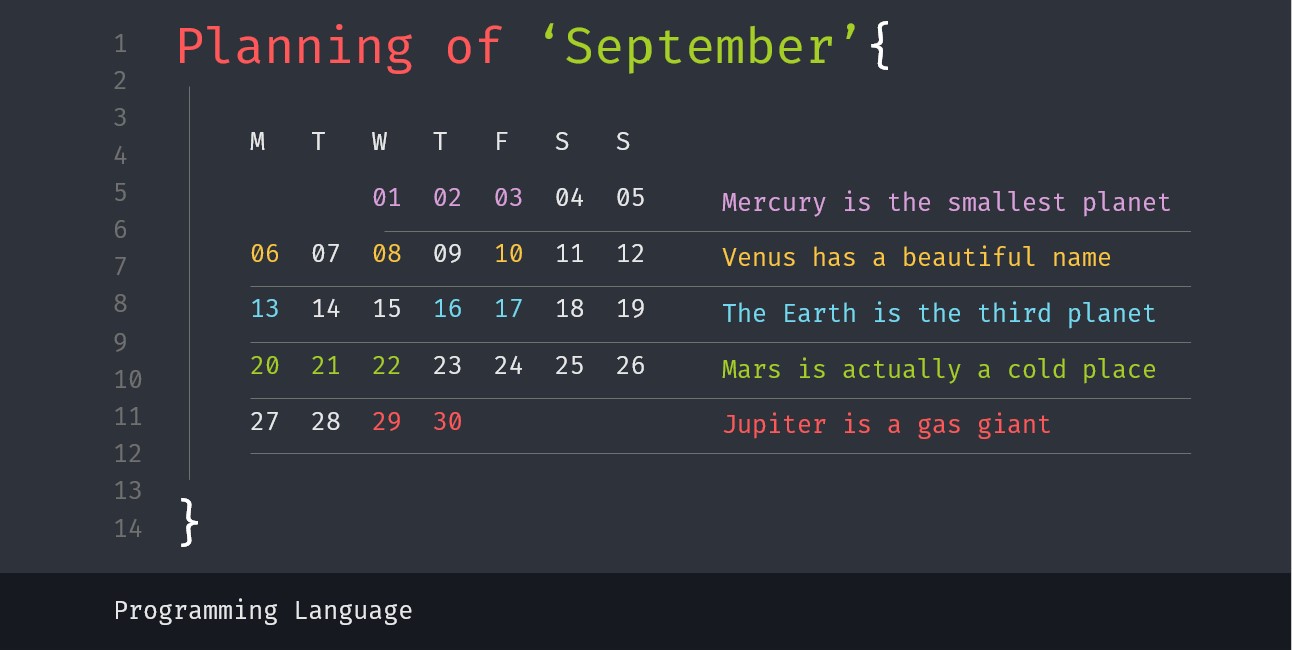 1 Planning of ‘September’{
2
3
4 M T W T F S S
5 01 02 03 04 05 Mercury is the smallest planet
6
7 06 07 08 09 10 11 12 Venus has a beautiful name
8 13 14 15 16 17 18 19 The Earth is the third planet
9
10 20 21 22 23 24 25 26 Mars is actually a cold place
11 27 28 29 30 Jupiter is a gas giant
12
13
14 }
Programming Language